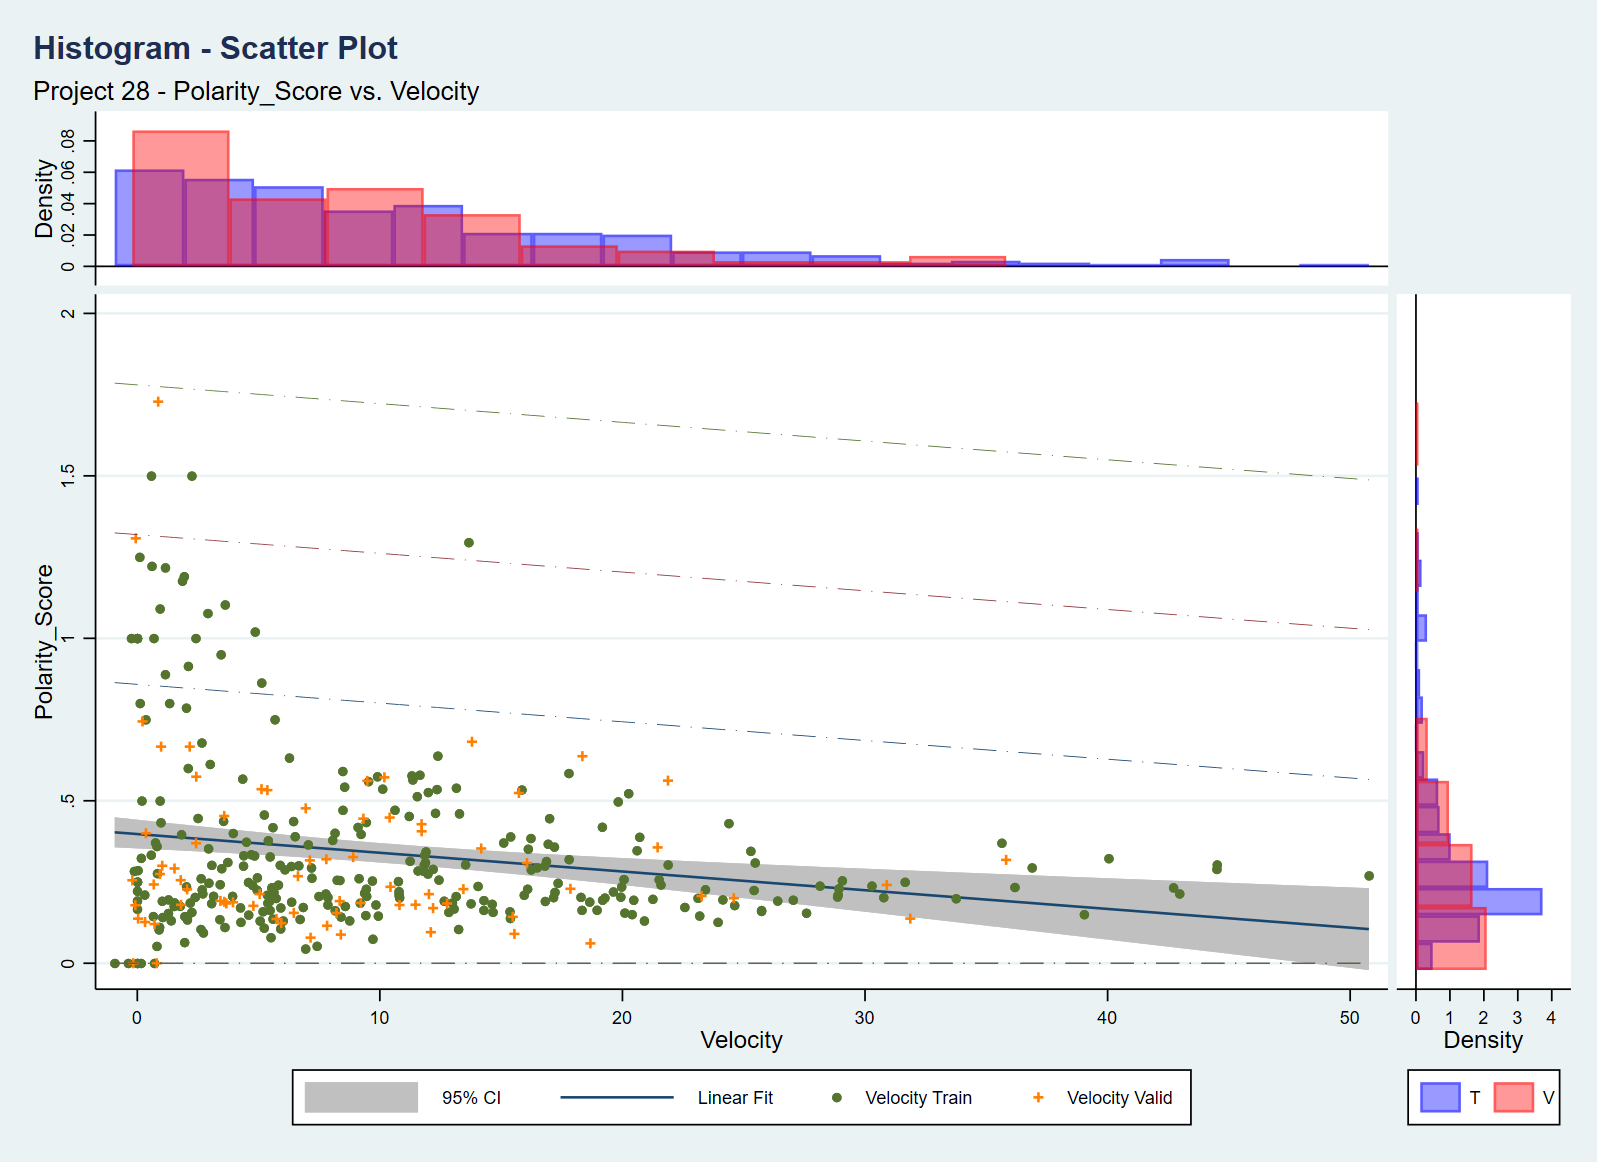 Histogram - Scatter Plot
Project 28 - Polarity_Score vs. Velocity
Density
0 .02 .04 .06 .08
Polarity_Score
0 .5 1 1.5 2
0 10 20 30 40 50
Velocity
0 1 2 3 4
Density
95% CI Linear Fit Velocity Train Velocity Valid
T V